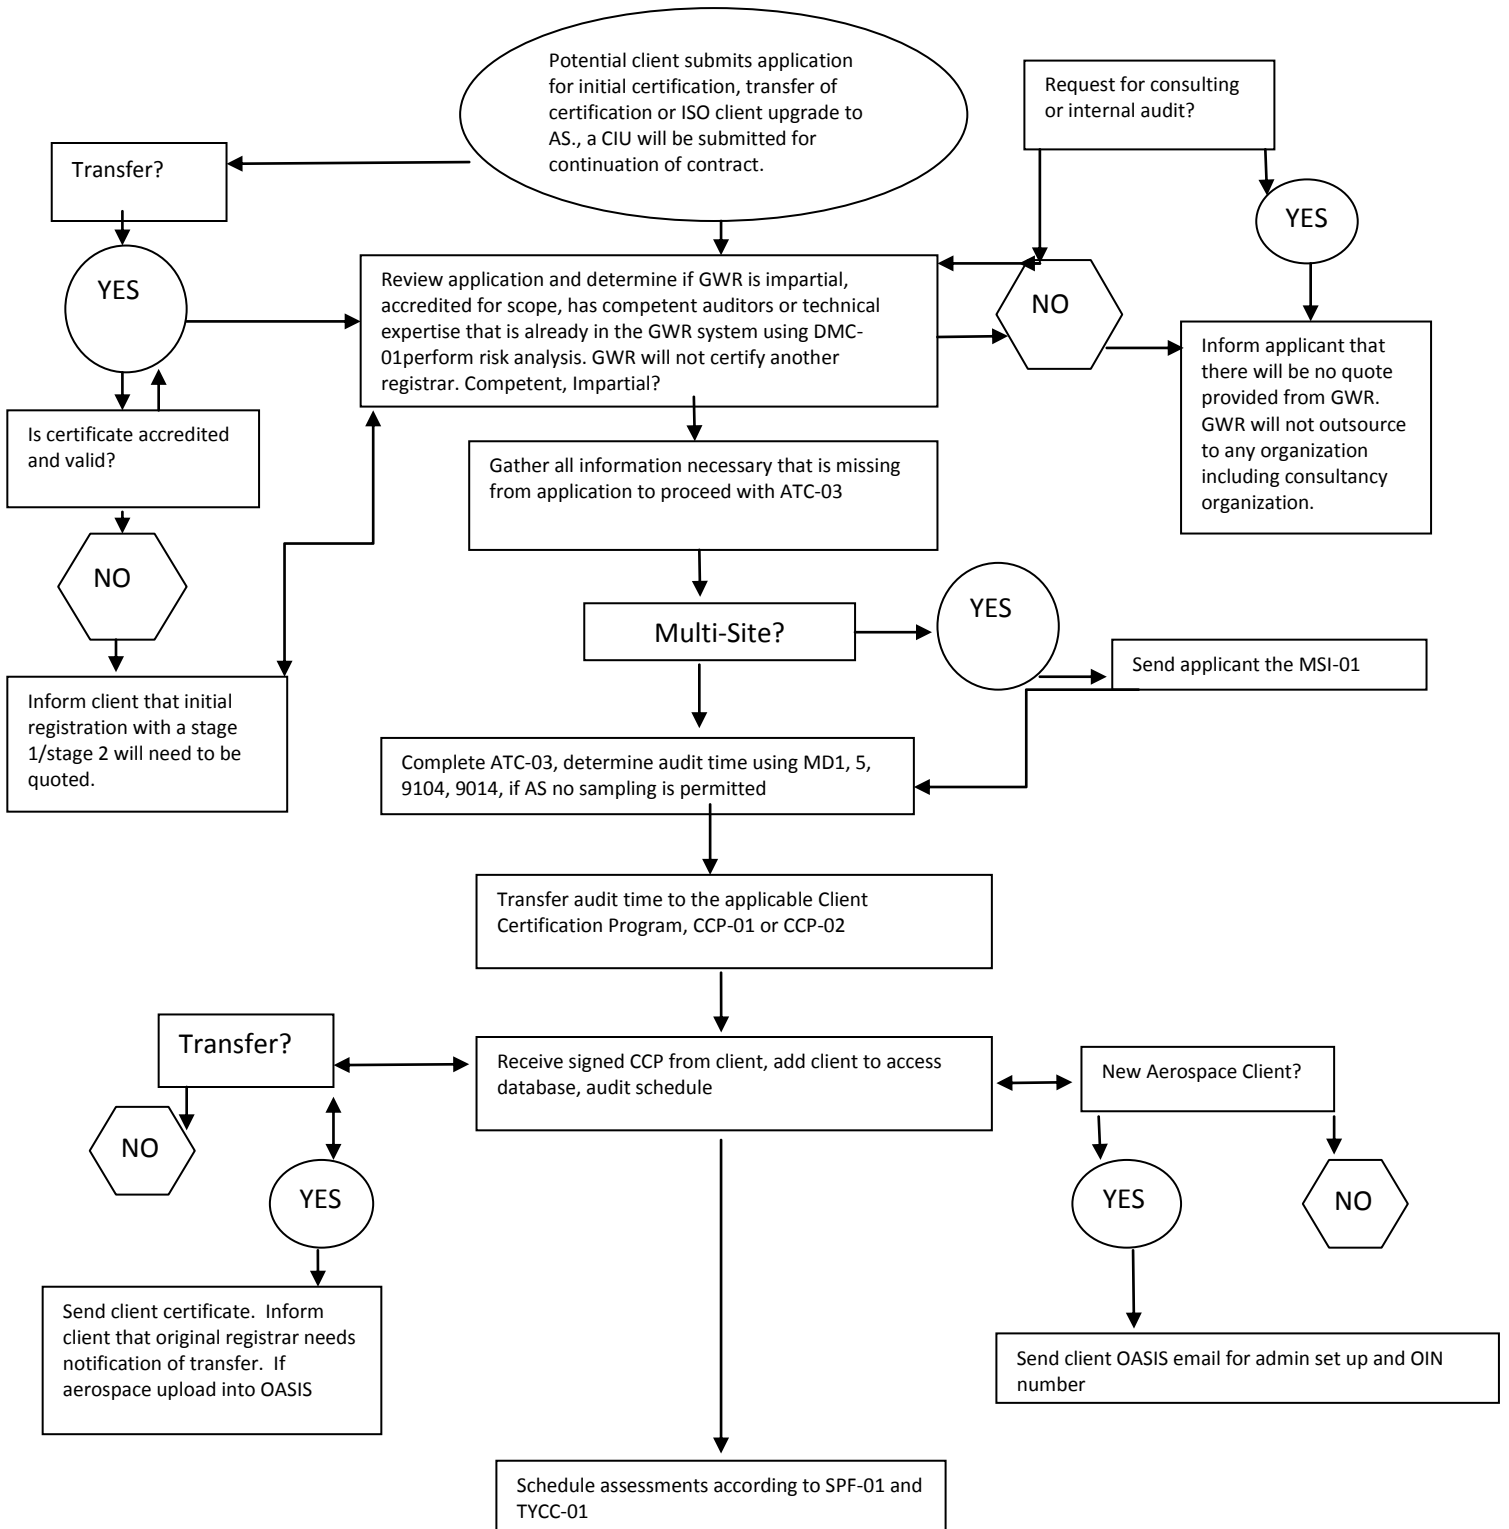 Potential client submits application
for initial certification, transfer of
certification or ISO client upgrade to
AS., a CIU will be submitted for
continuation of contract.
Request for consulting
or internal audit?
Transfer?
YES
YES
Review application and determine if GWR is impartial,
accredited for scope, has competent auditors or technical
expertise that is already in the GWR system using DMC-
01perform risk analysis. GWR will not certify another
registrar. Competent, Impartial?
NO
Inform applicant that
there will be no quote
provided from GWR.
GWR will not outsource
to any organization
including consultancy
organization.
Is certificate accredited
and valid?
Gather all information necessary that is missing
from application to proceed with ATC-03
NO
YES
Multi-Site?
Send applicant the MSI-01
Inform client that initial
registration with a stage
1/stage 2 will need to be
quoted.
Complete ATC-03, determine audit time using MD1, 5,
9104, 9014, if AS no sampling is permitted
Transfer audit time to the applicable Client
Certification Program, CCP-01 or CCP-02
Transfer?
Receive signed CCP from client, add client to access
database, audit schedule
New Aerospace Client?
NO
YES
YES
NO
Send client certificate.  Inform
client that original registrar needs
notification of transfer.  If
aerospace upload into OASIS
Send client OASIS email for admin set up and OIN
number
Schedule assessments according to SPF-01 and
TYCC-01